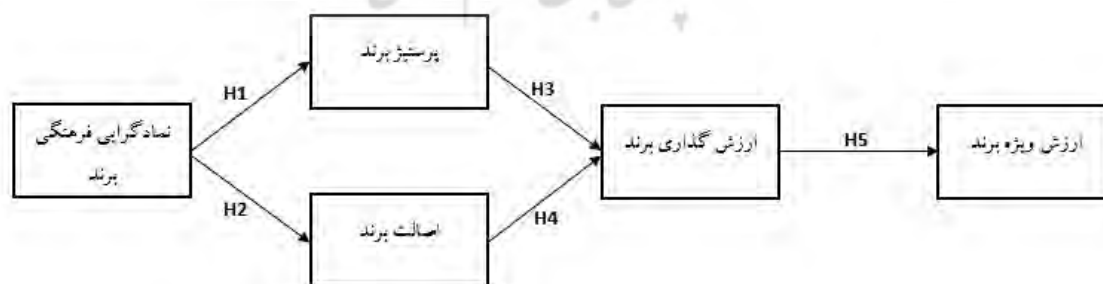 پرستیژ برند
H1
H3
نمادگرایی فرهنگی
برند
ارزش گذاری برند
H5
ارزش ویژه برند
H2
H4
اصالت برند